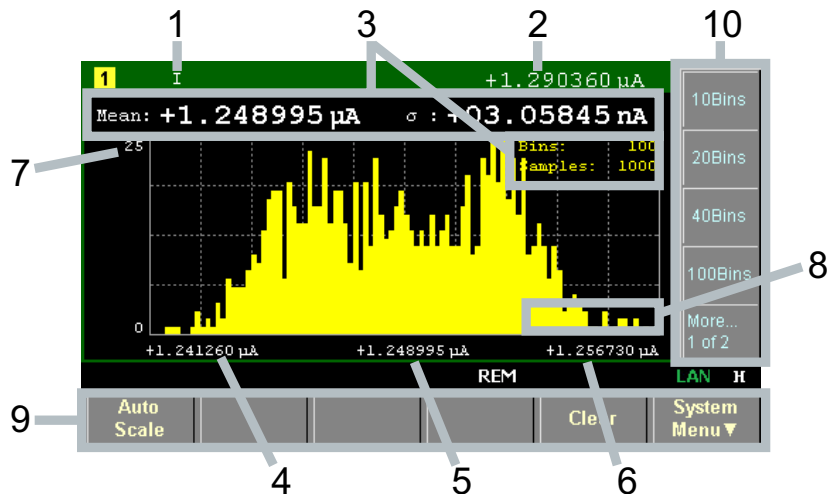 1 2 3 10
1 I +1.290360 µA
Mean: +1.248995 µA σ : +03.05845 nA
Bins: 100
Samples: 1000
25
0
7
+1.241260 µA +1.248995 µA +1.256730 µA
REM LAN H
10Bins
20Bins
40Bins
100Bins
More...
1 of 2
8
9
Auto
Scale
Clear
System
Menu▼
4 5 6